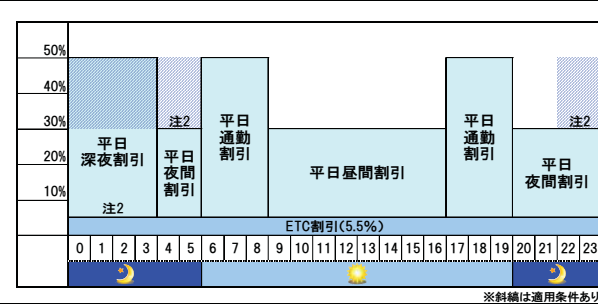 50%
40%
30%
20%
10%
注2
平日
深夜割引
注2
平日
夜間
割引
平日
通勤
割引
平日昼間割引
平日
通勤
割引
注2
平日
夜間割引
ETC割引(5.5%)
0 1 2 3 4 5 6 7 8 9 10 11 12 13 14 15 16 17 18 19 20 21 22 23
※斜縞は適用条件あり